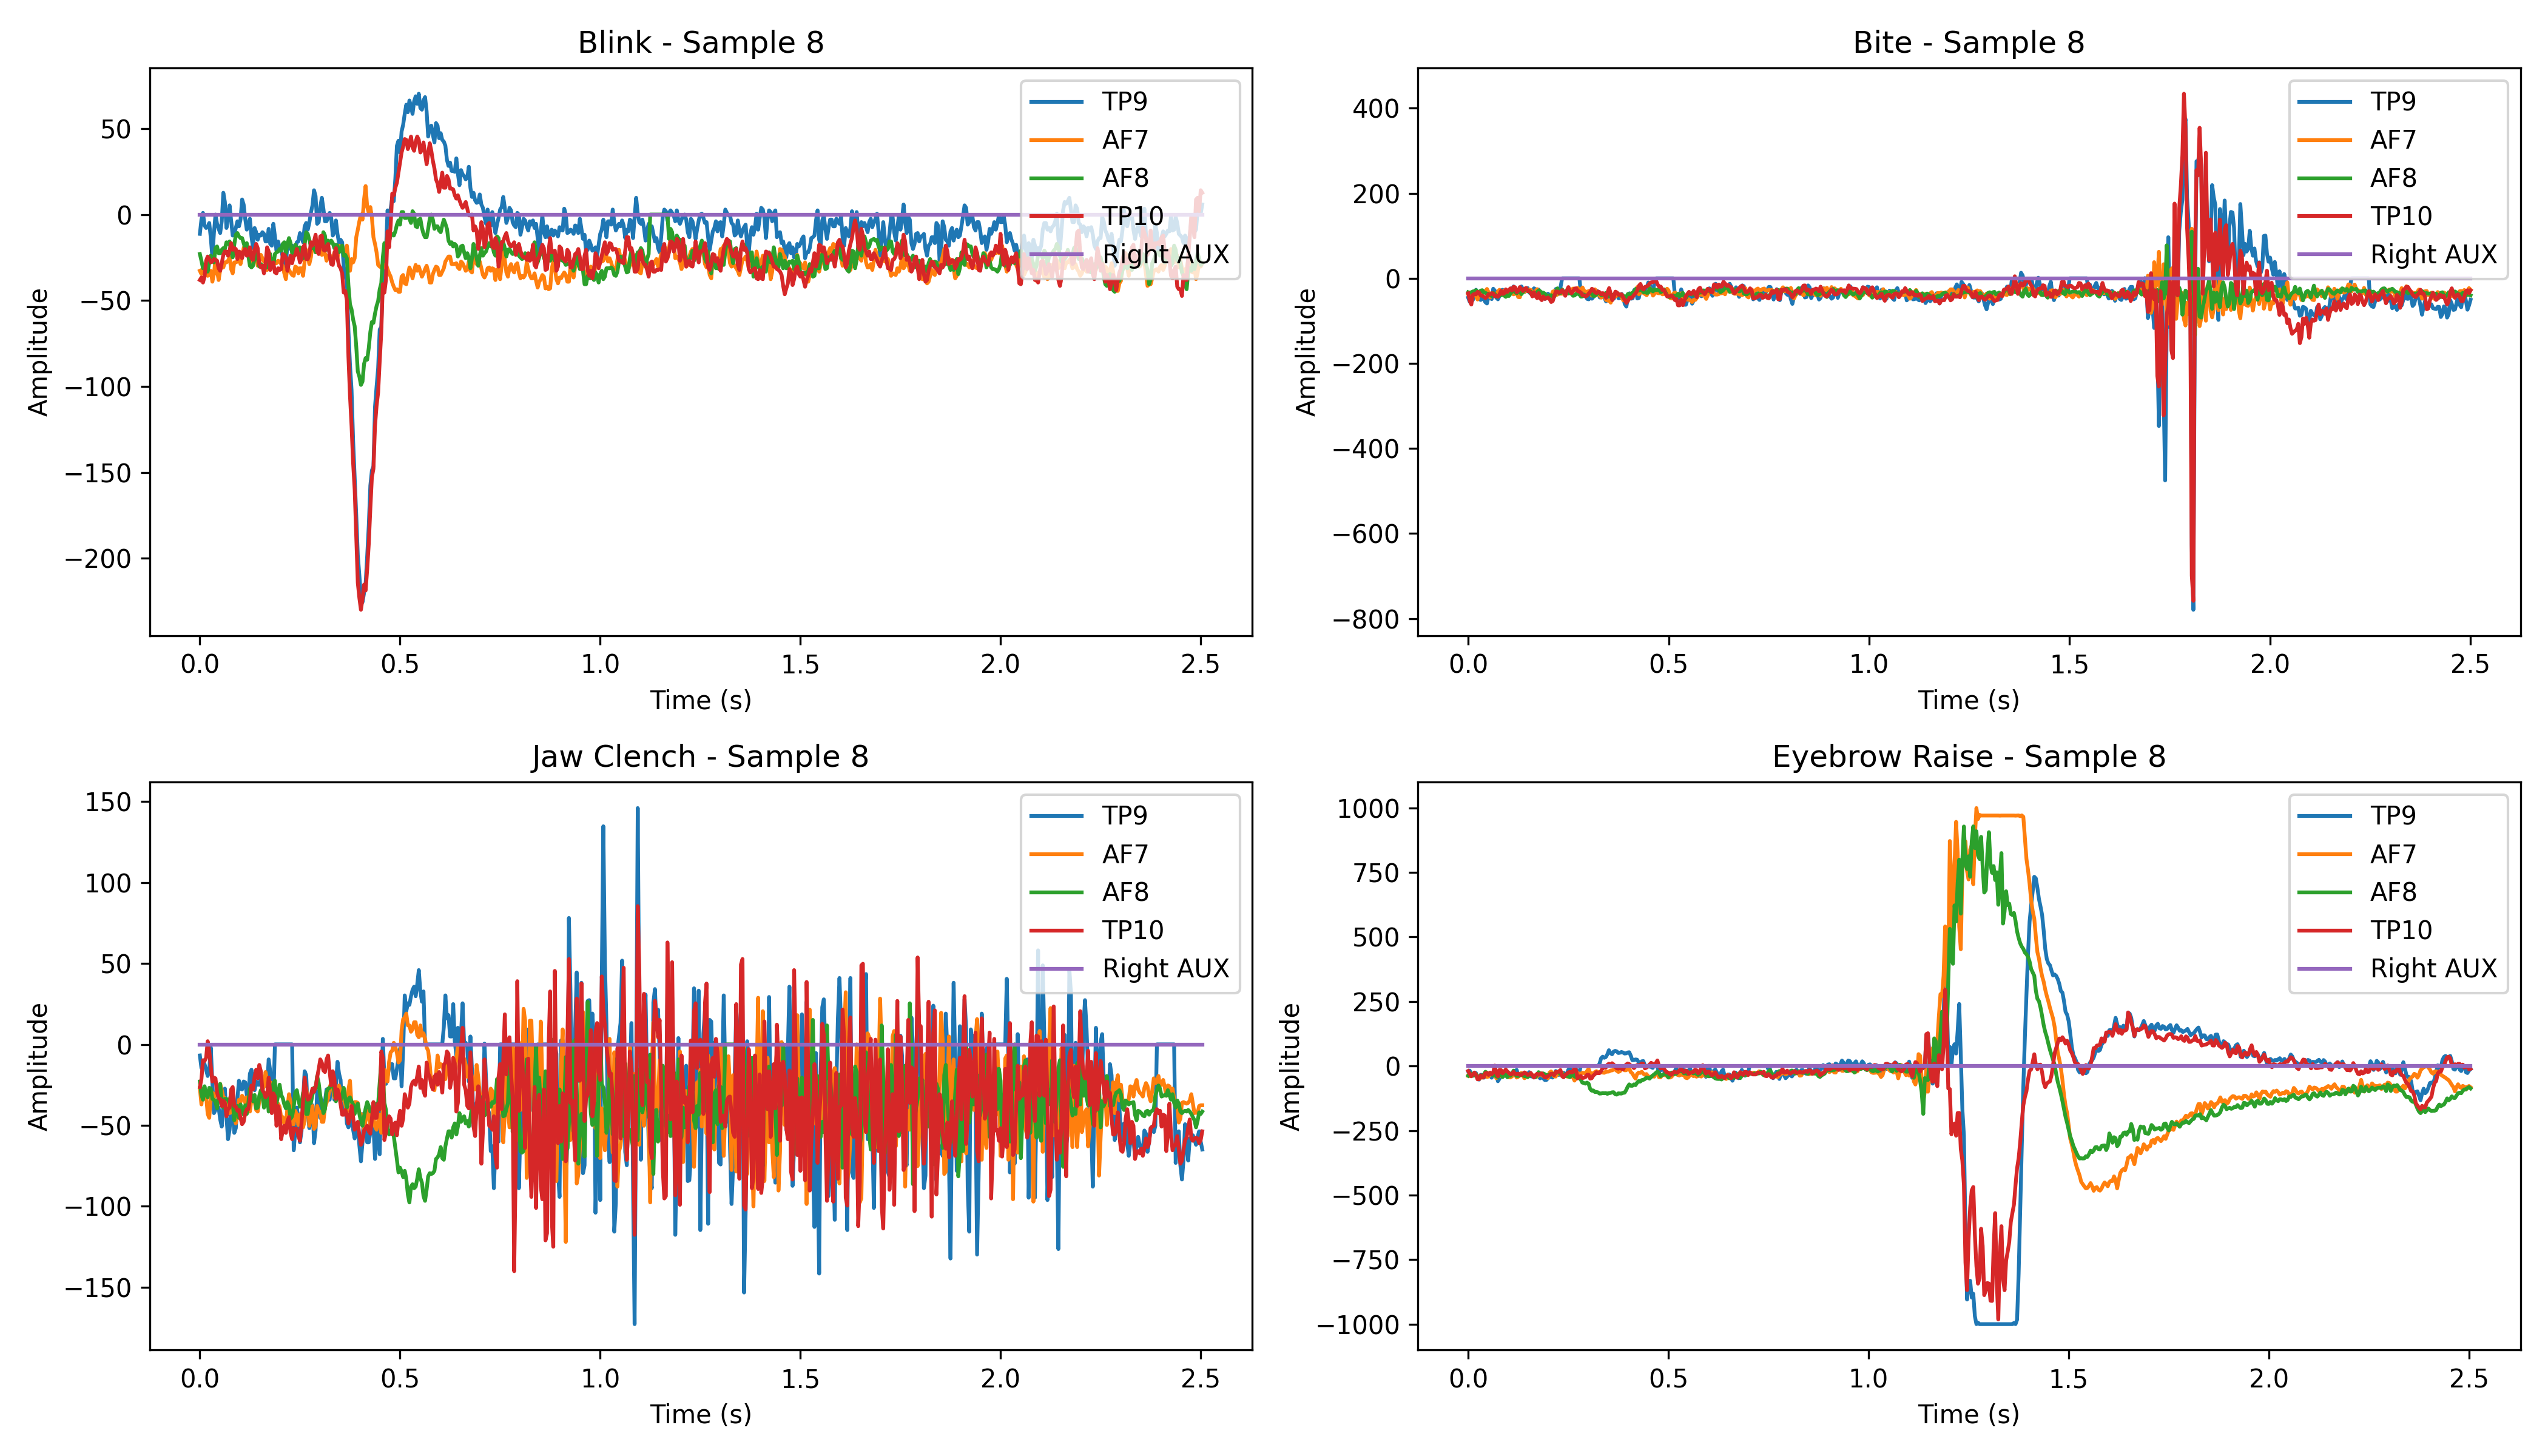 Blink - Sample 8
Amplitude
50
0
−50
−100
−150
−200
0.0 0.5 1.0 1.5 2.0 2.5
Time (s)
TP9
AF7
AF8
TP10
Right AUX
Bite - Sample 8
Amplitude
400
200
0
−200
−400
−600
−800
0.0 0.5 1.0 1.5 2.0 2.5
Time (s)
TP9
AF7
AF8
TP10
Right AUX
Jaw Clench - Sample 8
Amplitude
150
100
50
0
−50
−100
−150
0.0 0.5 1.0 1.5 2.0 2.5
Time (s)
TP9
AF7
AF8
TP10
Right AUX
Eyebrow Raise - Sample 8
Amplitude
1000
750
500
250
0
−250
−500
−750
−1000
0.0 0.5 1.0 1.5 2.0 2.5
Time (s)
TP9
AF7
AF8
TP10
Right AUX